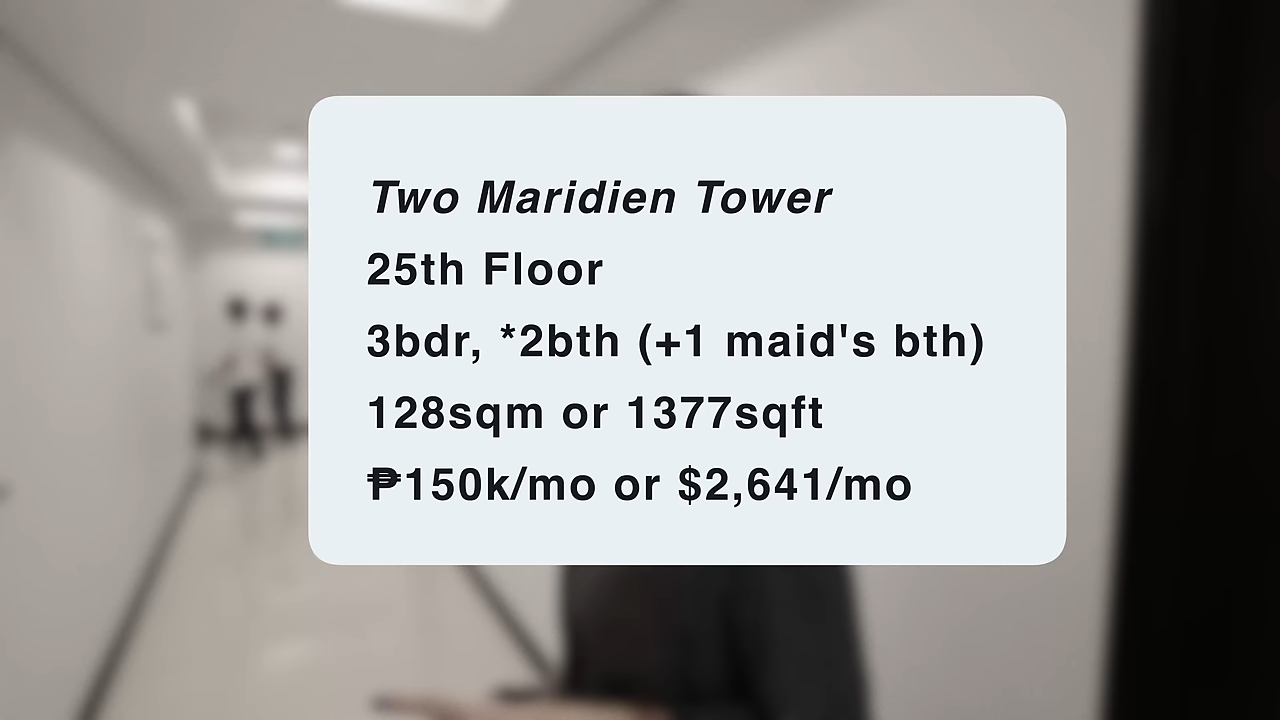 Two Maridien Tower
25th Floor
3bdr, *2bth (+1 maid's bth)
128sqm or 1377sqft
₱150k/mo or $2,641/mo